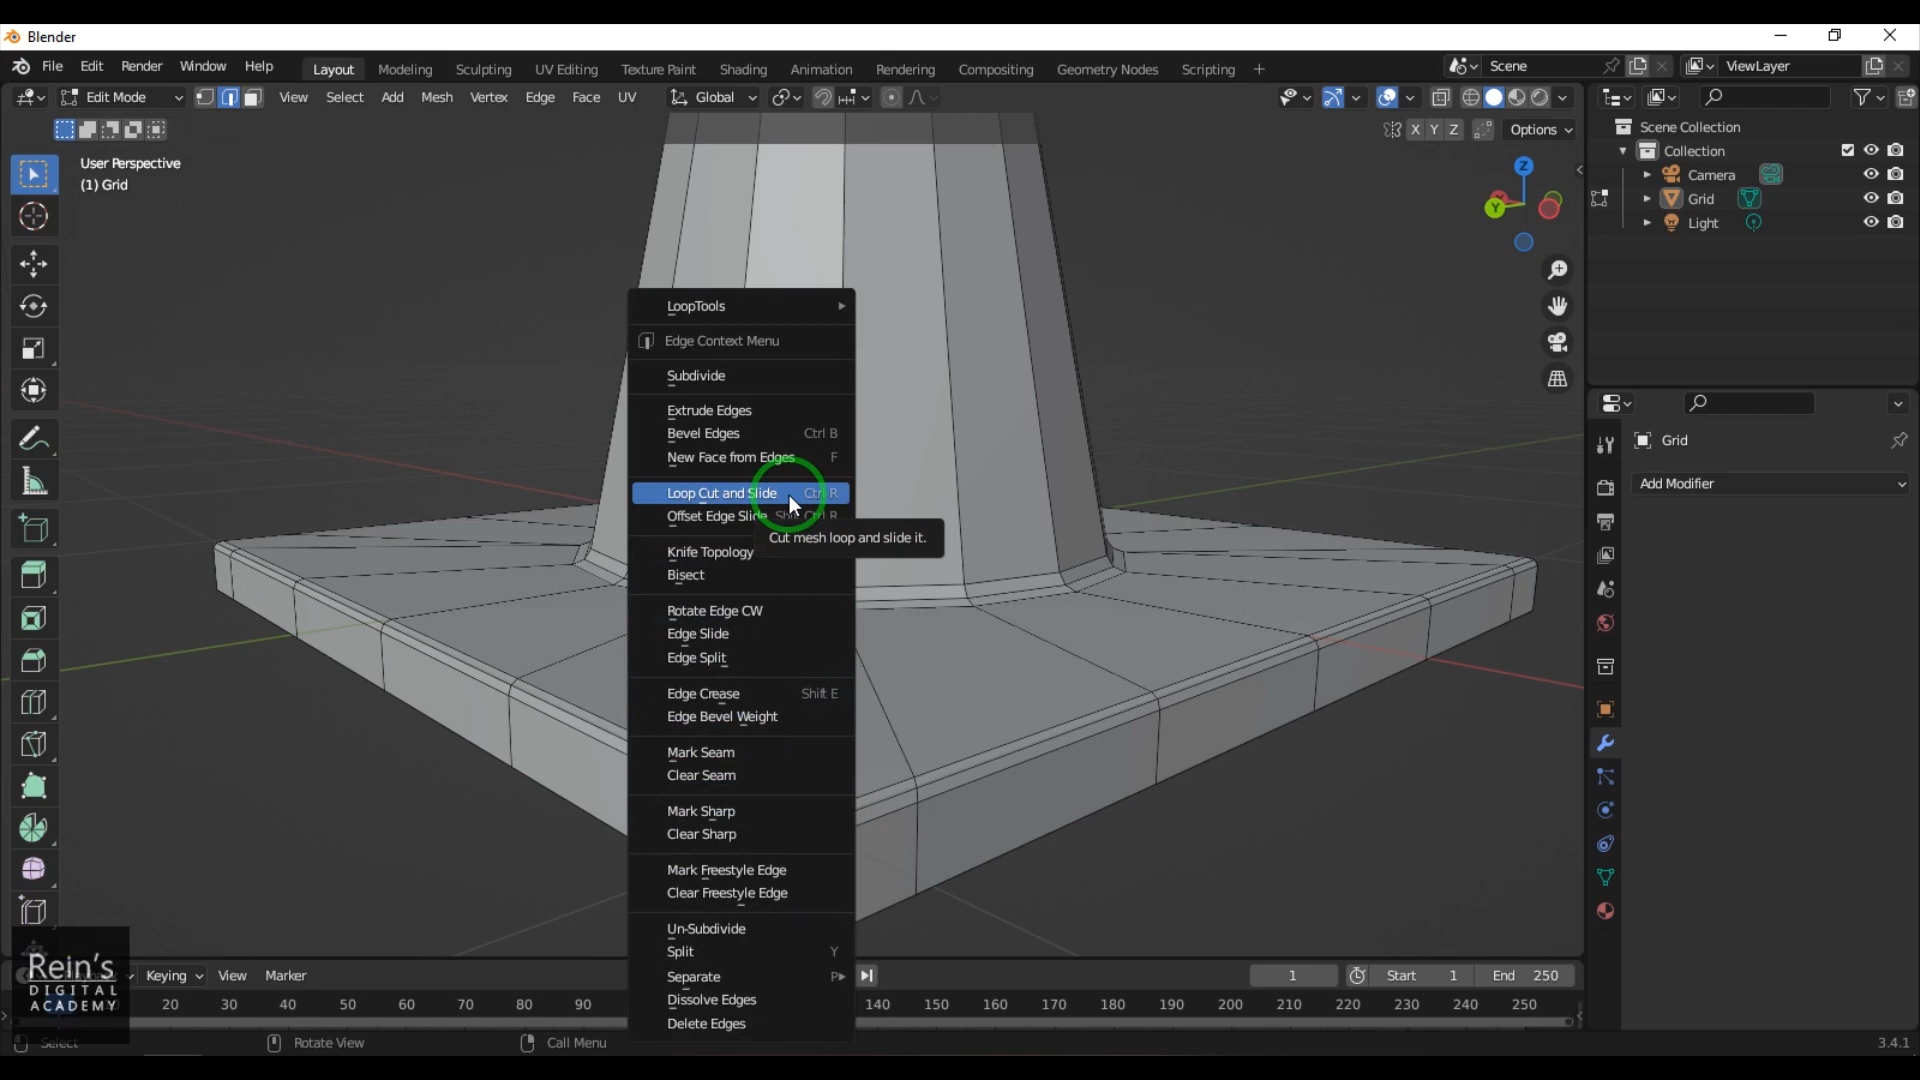 Blender
File Edit Render Window Help Layout Modeling Sculpting UV Editing Texture Paint Shading Animation Rendering Compositing Geometry Nodes Scripting + Scene ViewLayer
Edit Mode View Select Add Mesh Vertex Edge Face UV Global
X Y Z Options
User Perspective
(1) Grid
Z
Y
Scene Collection
Collection
Camera
Grid
Light
Grid
Add Modifier
LoopTools
Edge Context Menu
Subdivide
Extrude Edges
Bevel Edges Ctrl B
New Face from Edges F
Loop Cut and Slide Ctrl R
Offset Edge Slide Shift Ctrl R
Cut mesh loop and slide it.
Knife Topology
Bisect
Rotate Edge CW
Edge Slide
Edge Split
Edge Crease Shift E
Edge Bevel Weight
Mark Seam
Clear Seam
Mark Sharp
Clear Sharp
Mark Freestyle Edge
Clear Freestyle Edge
Un-Subdivide
Split Y
Separate P
Dissolve Edges
Delete Edges
Rein's
DIGITAL
ACADEMY
Keying View Marker 1 Start 1 End 250
20 30 40 50 60 70 80 90 140 150 160 170 180 190 200 210 220 230 240 250
Select Rotate View Call Menu 3.4.1